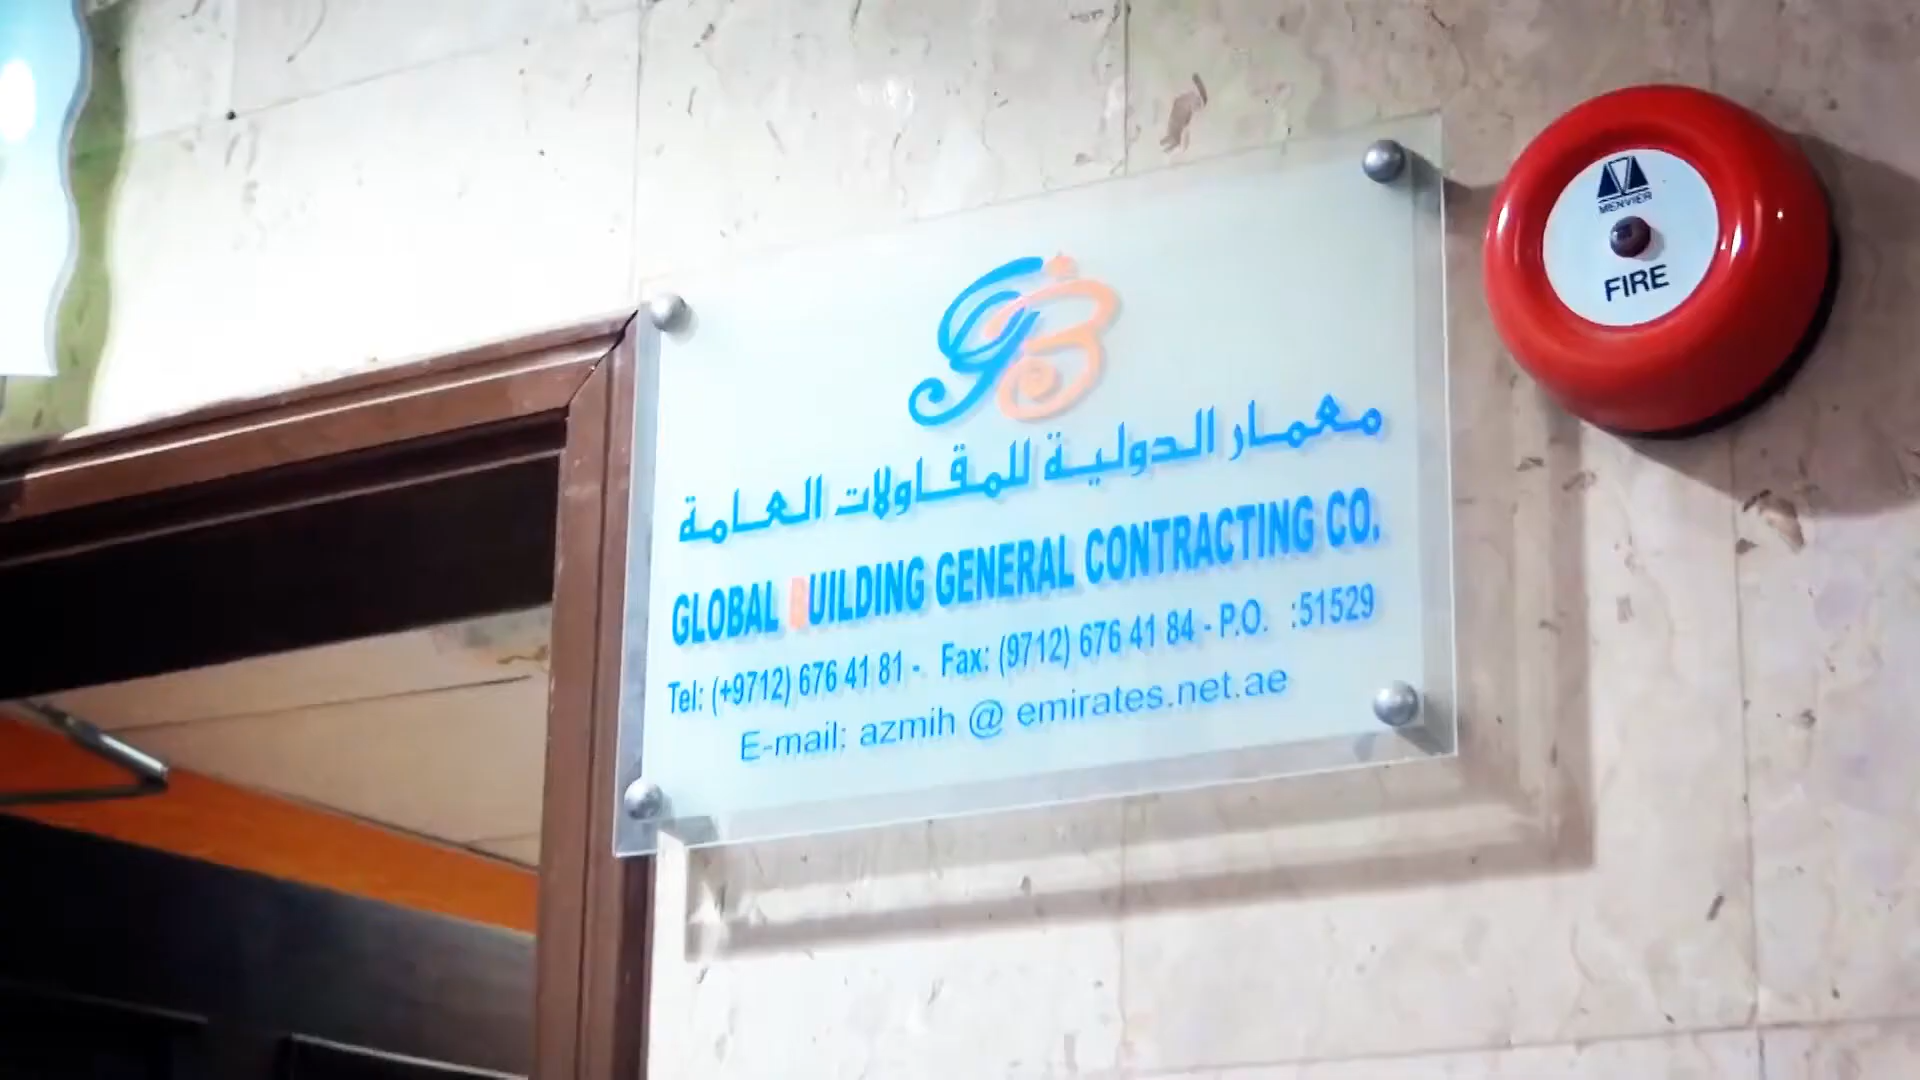 GB
معمار الدولية للمقاولات العامة
GLOBAL BUILDING GENERAL CONTRACTING CO.
Tel: (+9712) 676 41 81 - Fax: (9712) 676 41 84 - P.O. :51529
E-mail: azmih @ emirates.net.ae
MENVIER
FIRE